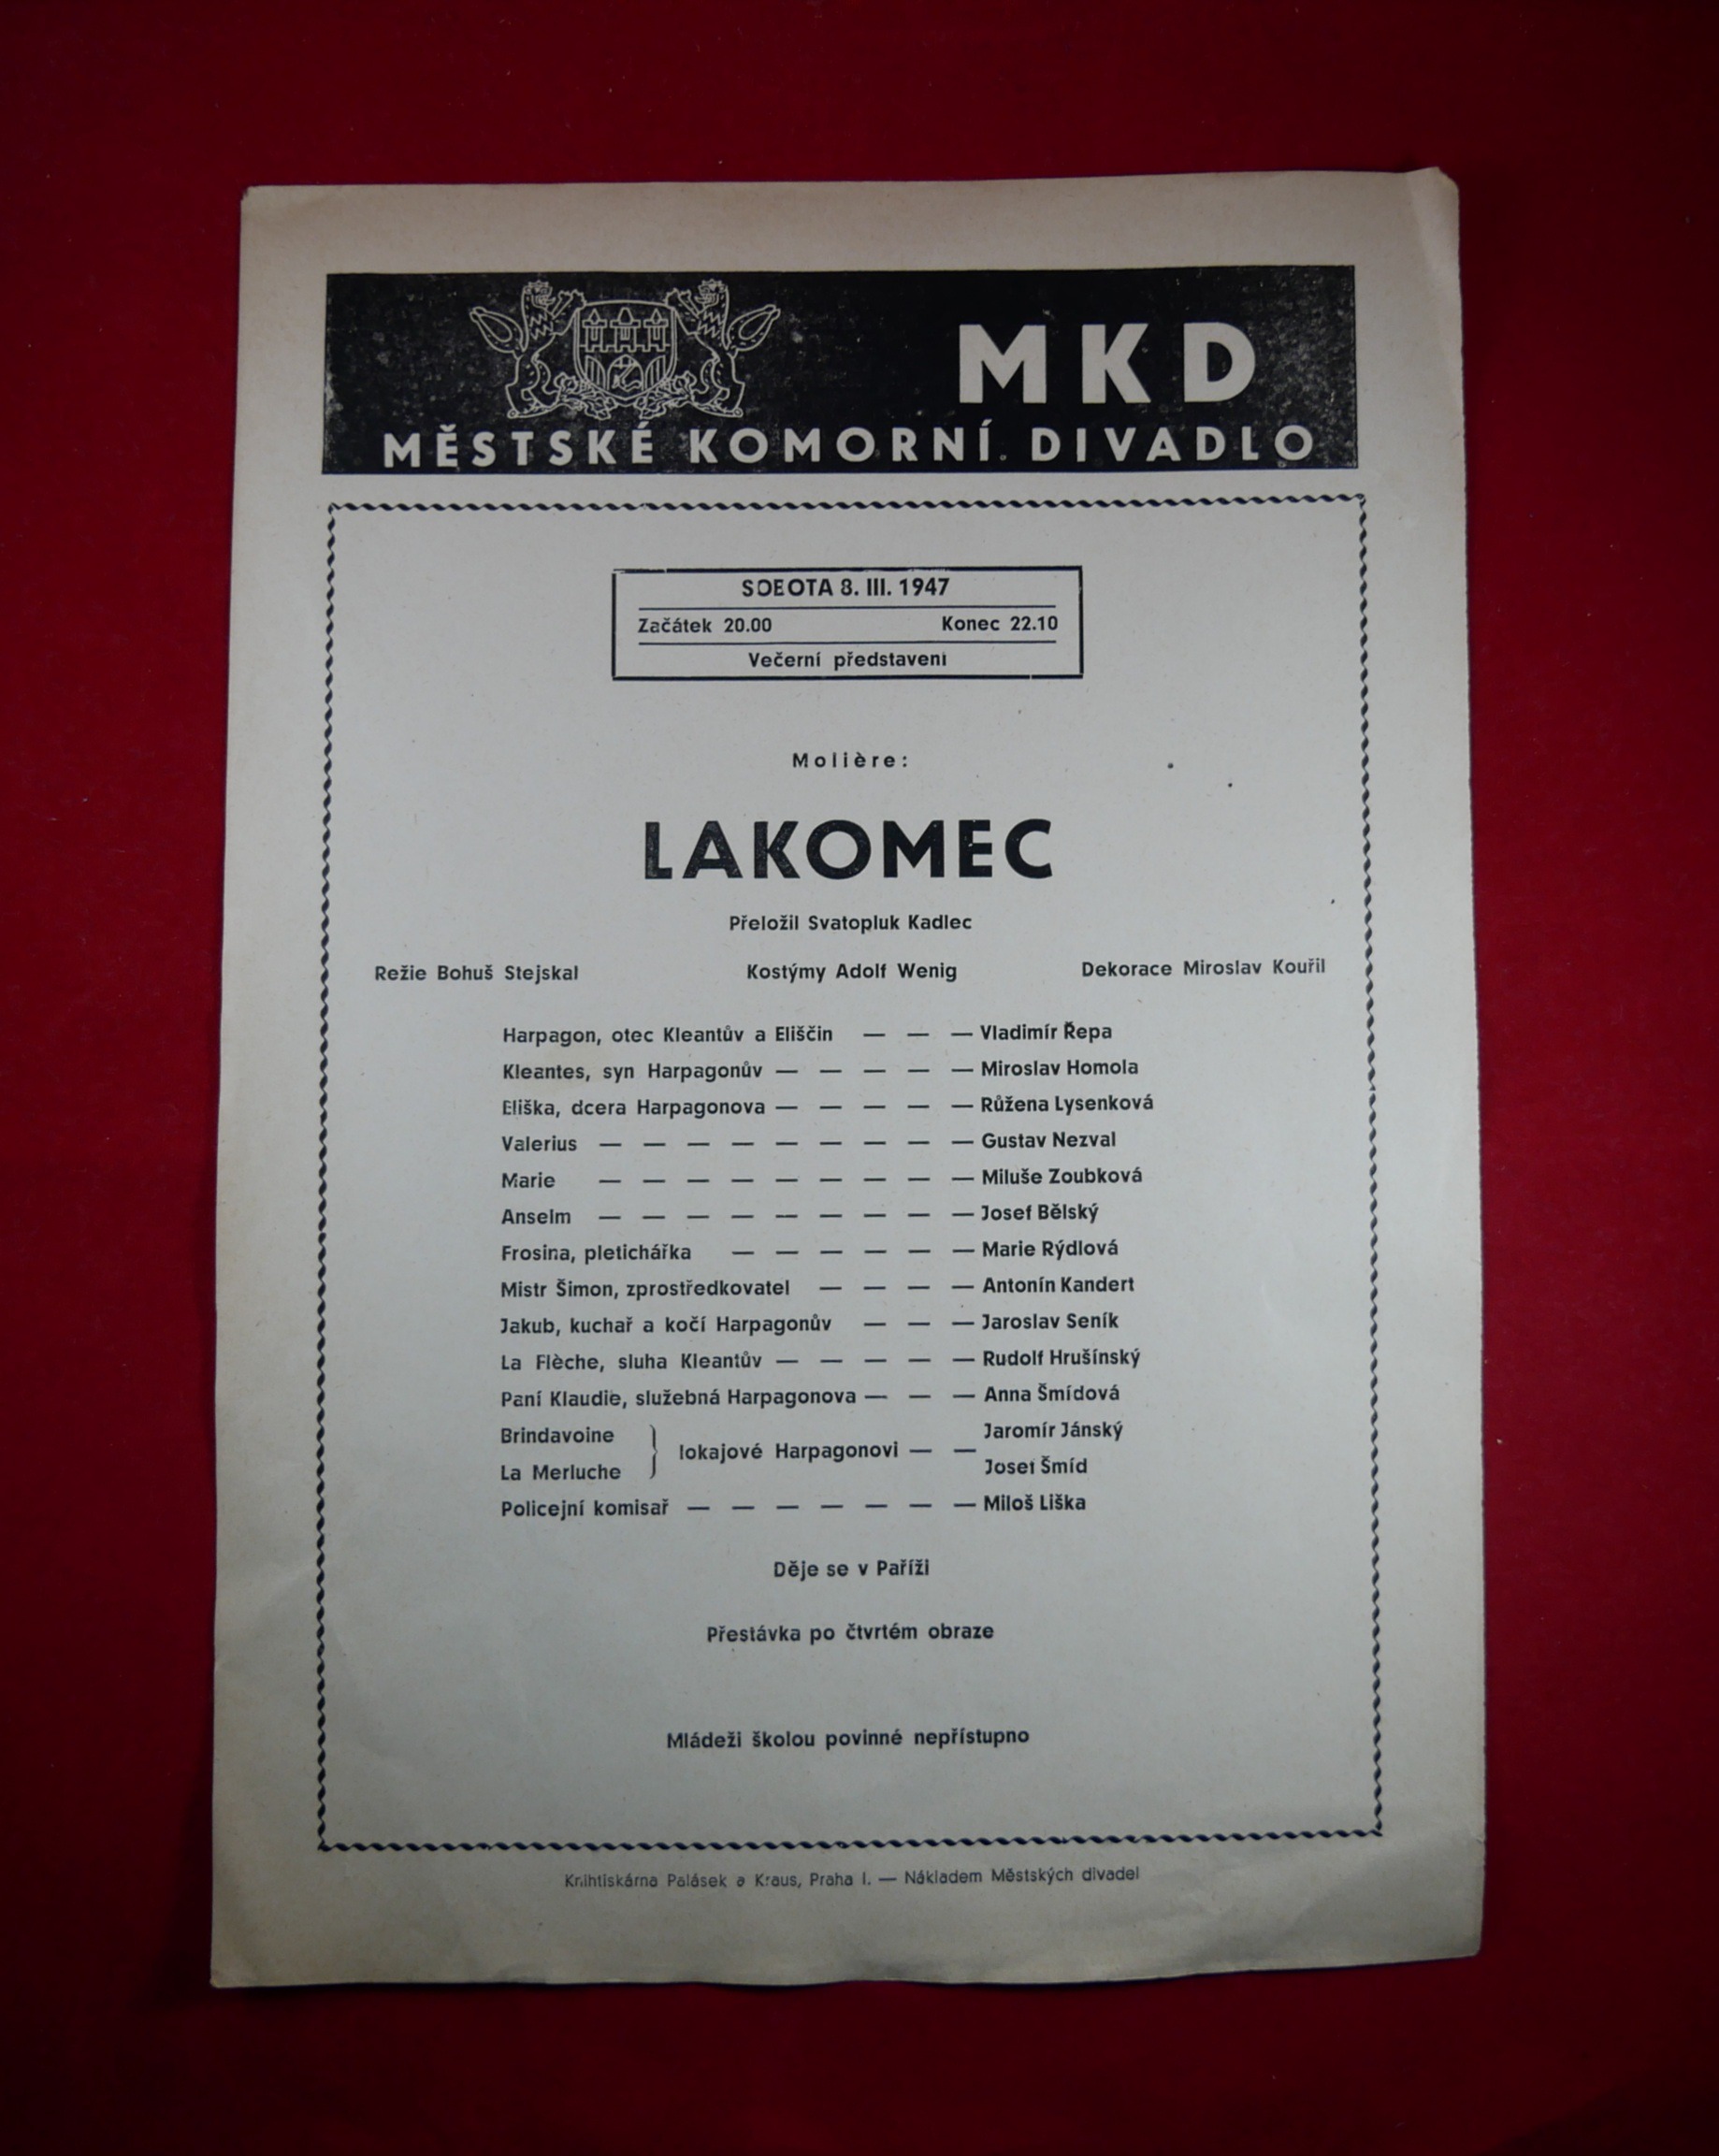 MKD
MĚSTSKÉ KOMORNÍ DIVADLO
SOBOTA 8. III. 1947
Začátek 20.00 Konec 22.10
Večerní představení
Molière:
LAKOMEC
Přeložil Svatopluk Kadlec
Režie Bohuš Stejskal Kostýmy Adolf Wenig Dekorace Miroslav Kouřil
Harpagon, otec Kleantův a Eliščin — — — Vladimír Řepa
Kleantes, syn Harpagonův — — — — — Miroslav Homola
Eliška, dcera Harpagonova — — — — — Růžena Lysenková
Valerius — — — — — — — — — Gustav Nezval
Marie — — — — — — — — — Miluše Zoubková
Anselm — — — — — — — — — Josef Bělský
Frosina, pletichářka — — — — — — Marie Rýdlová
Mistr Šimon, zprostředkovatel — — — — Antonín Kandert
Jakub, kuchař a kočí Harpagonův — — — Jaroslav Seník
La Flèche, sluha Kleantův — — — — — Rudolf Hrušínský
Paní Klaudie, služebná Harpagonova — — — Anna Šmídová
Brindavoine } lokajové Harpagonovi — — Jaromír Jánský
La Merluche Josef Šmíd
Policejní komisař — — — — — — — Miloš Liška
Děje se v Paříži
Přestávka po čtvrtém obraze
Mládeži školou povinné nepřístupno
Knihtiskárna Palásek a Kraus, Praha I. — Nákladem Městských divadel